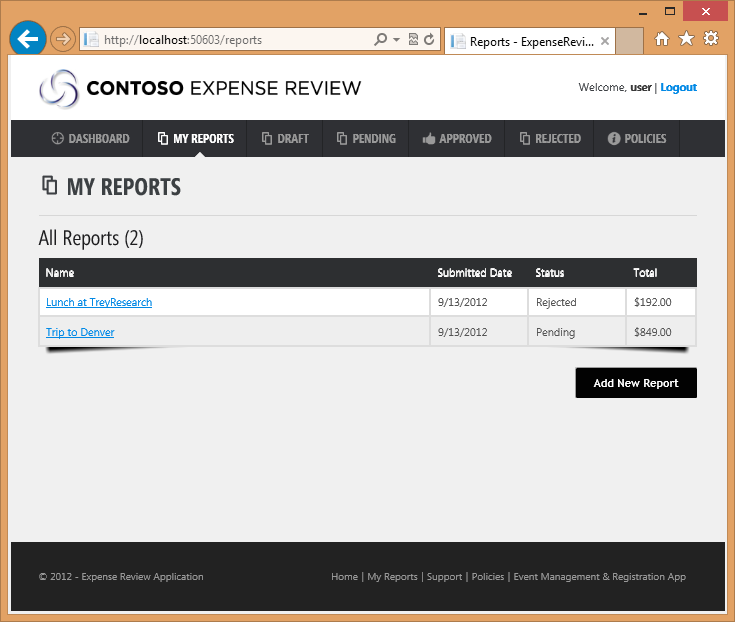 http://localhost:50603/reports
Reports - ExpenseRevi...
CONTOSO EXPENSE REVIEW
Welcome, user | Logout
DASHBOARD MY REPORTS DRAFT PENDING APPROVED REJECTED POLICIES
MY REPORTS
All Reports (2)
Name Submitted Date Status Total
Lunch at TreyResearch 9/13/2012 Rejected $192.00
Trip to Denver 9/13/2012 Pending $849.00
Add New Report
© 2012 - Expense Review Application Home | My Reports | Support | Policies | Event Management & Registration App